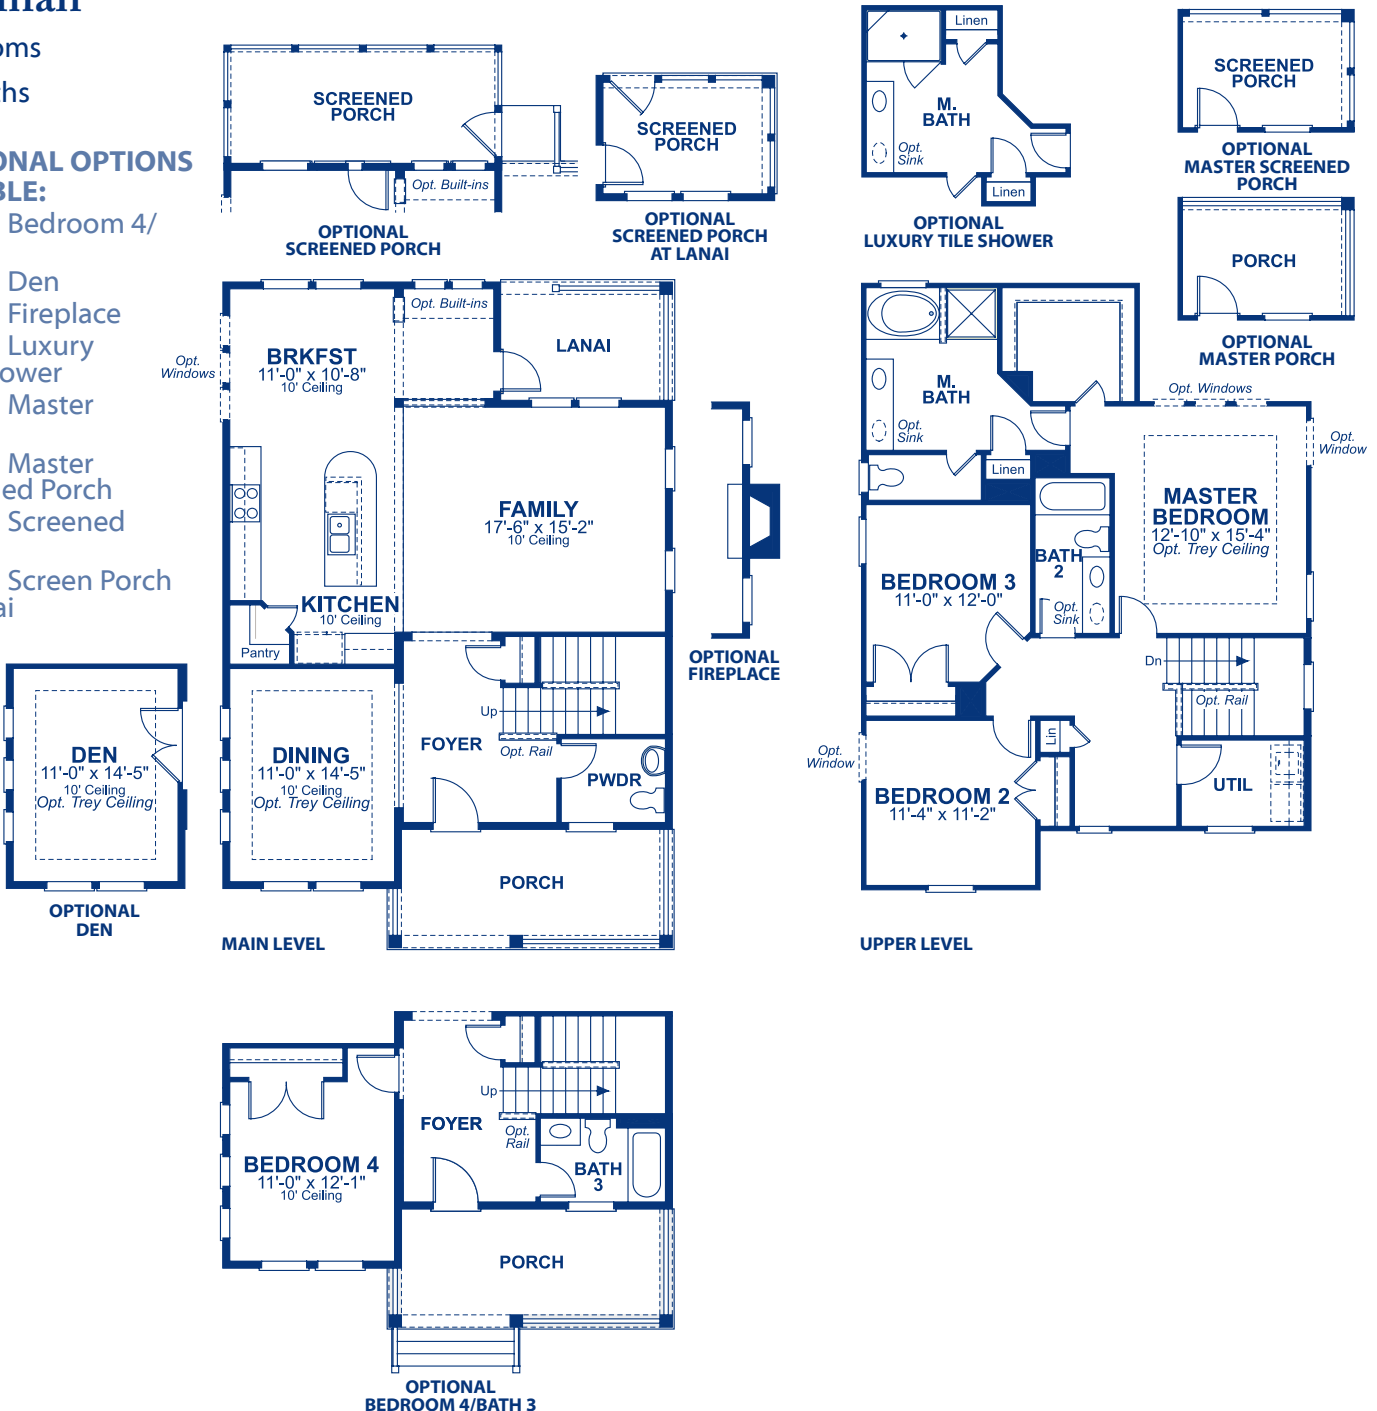 oms
ths
ONAL OPTIONS
BLE:
Bedroom 4/
Den
Fireplace
Luxury
ower
Master
Master
ed Porch
Screened
Screen Porch
ai
SCREENED
PORCH
Opt. Built-ins
OPTIONAL
SCREENED PORCH
SCREENED
PORCH
OPTIONAL
SCREENED PORCH
AT LANAI
Linen
M.
BATH
Opt.
Sink
Linen
OPTIONAL
LUXURY TILE SHOWER
SCREENED
PORCH
OPTIONAL
MASTER SCREENED
PORCH
PORCH
OPTIONAL
MASTER PORCH
Opt. Built-ins
LANAI
Opt.
Windows
BRKFST
11'-0" x 10'-8"
10' Ceiling
FAMILY
17'-6" x 15'-2"
10' Ceiling
KITCHEN
10' Ceiling
Pantry
Up
FOYER
Opt. Rail
PWDR
DINING
11'-0" x 14'-5"
10' Ceiling
Opt. Trey Ceiling
PORCH
MAIN LEVEL
DEN
11'-0" x 14'-5"
10' Ceiling
Opt. Trey Ceiling
OPTIONAL
DEN
OPTIONAL
FIREPLACE
M.
BATH
Opt.
Sink
Linen
Opt. Windows
Opt.
Window
MASTER
BEDROOM
12'-10" x 15'-4"
Opt. Trey Ceiling
BATH
2
Opt.
Sink
BEDROOM 3
11'-0" x 12'-0"
Dn
Opt. Rail
Lin
Opt.
Window
UTIL
BEDROOM 2
11'-4" x 11'-2"
UPPER LEVEL
Up
FOYER
Opt.
Rail
BATH
3
BEDROOM 4
11'-0" x 12'-1"
10' Ceiling
PORCH
OPTIONAL
BEDROOM 4/BATH 3